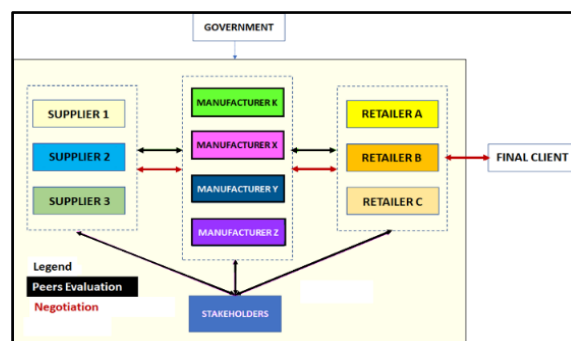 GOVERNMENT
SUPPLIER 1
SUPPLIER 2
SUPPLIER 3
MANUFACTURER K
MANUFACTURER X
MANUFACTURER Y
MANUFACTURER Z
RETAILER A
RETAILER B
RETAILER C
FINAL CLIENT
Legend
Peers Evaluation
Negotiation
STAKEHOLDERS